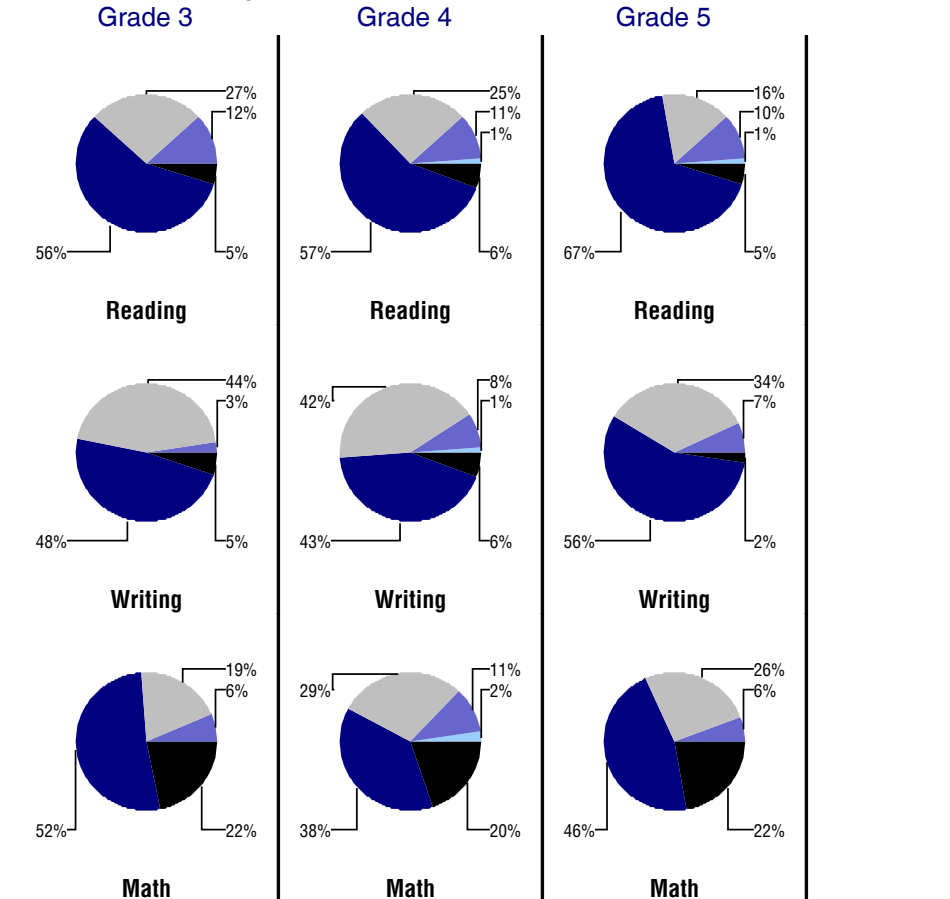 Grade 3 Grade 4 Grade 5
27% 25% 16%
12% 11% 10%
1% 1%
56% 5% 57% 6% 67% 5%
Reading Reading Reading
44% 8% 34%
3% 42% 1% 7%
48% 5% 43% 6% 56% 2%
Writing Writing Writing
19% 11% 26%
6% 29% 2% 6%
52% 22% 38% 20% 46% 22%
Math Math Math